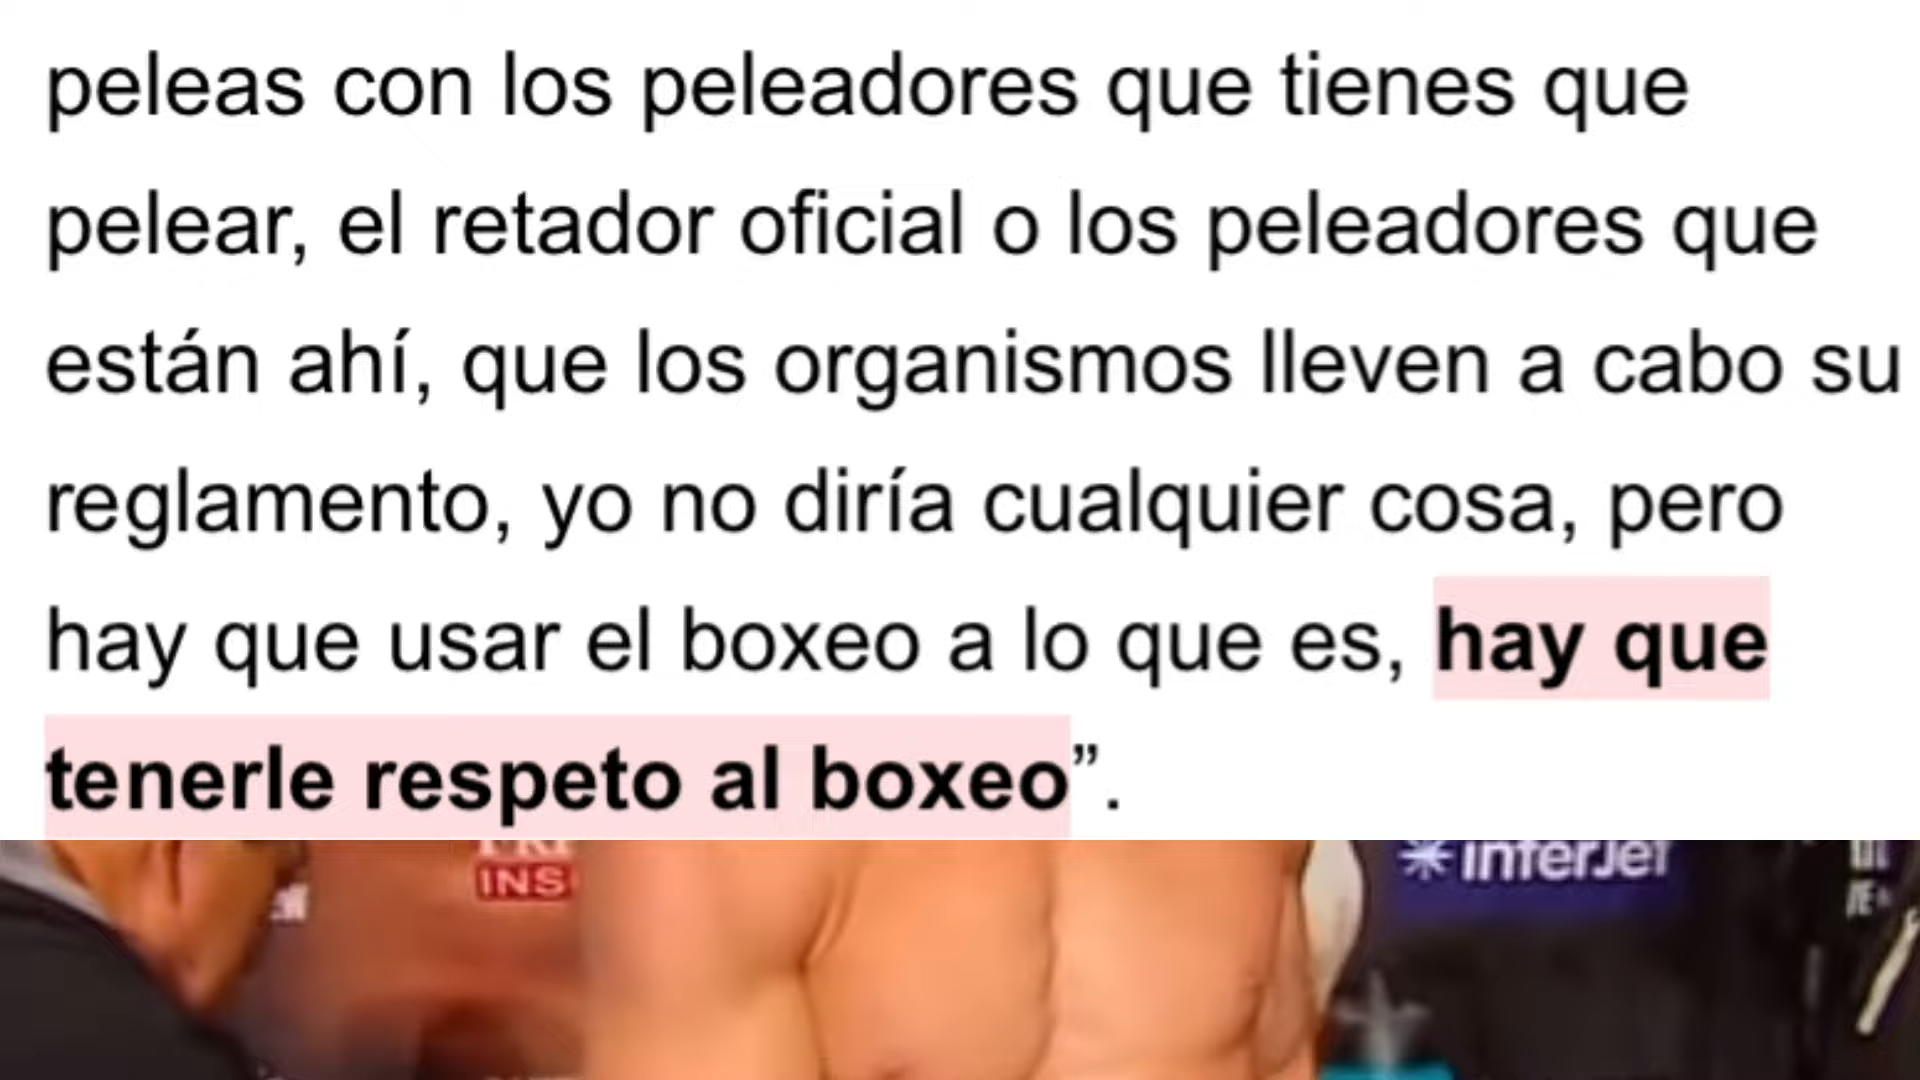 peleas con los peleadores que tienes que
pelear, el retador oficial o los peleadores que
están ahí, que los organismos lleven a cabo su
reglamento, yo no diría cualquier cosa, pero
hay que usar el boxeo a lo que es, hay que
tenerle respeto al boxeo”.
INS
interJet